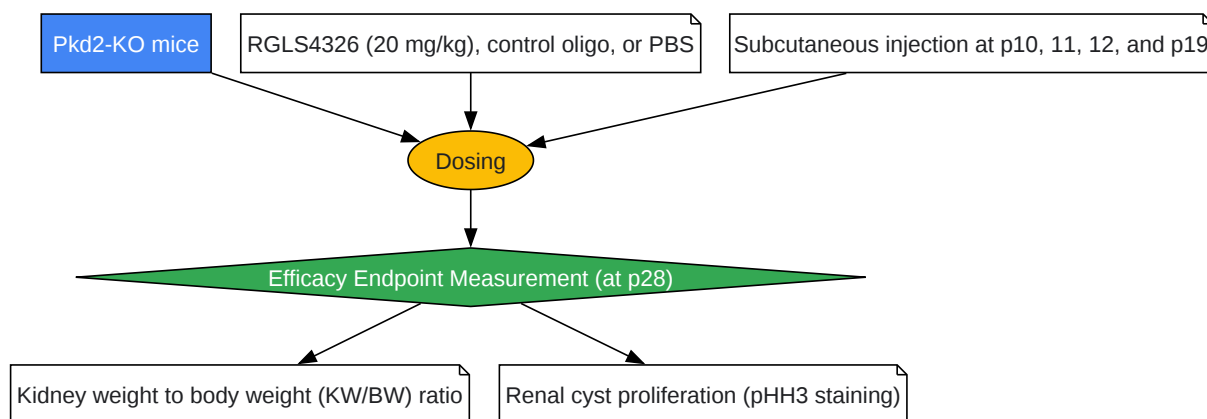 Pkd2-KO mice
RGLS4326 (20 mg/kg), control oligo, or PBS
Subcutaneous injection at p10, 11, 12, and p19
Dosing
Efficacy Endpoint Measurement (at p28)
Kidney weight to body weight (KW/BW) ratio
Renal cyst proliferation (pHH3 staining)